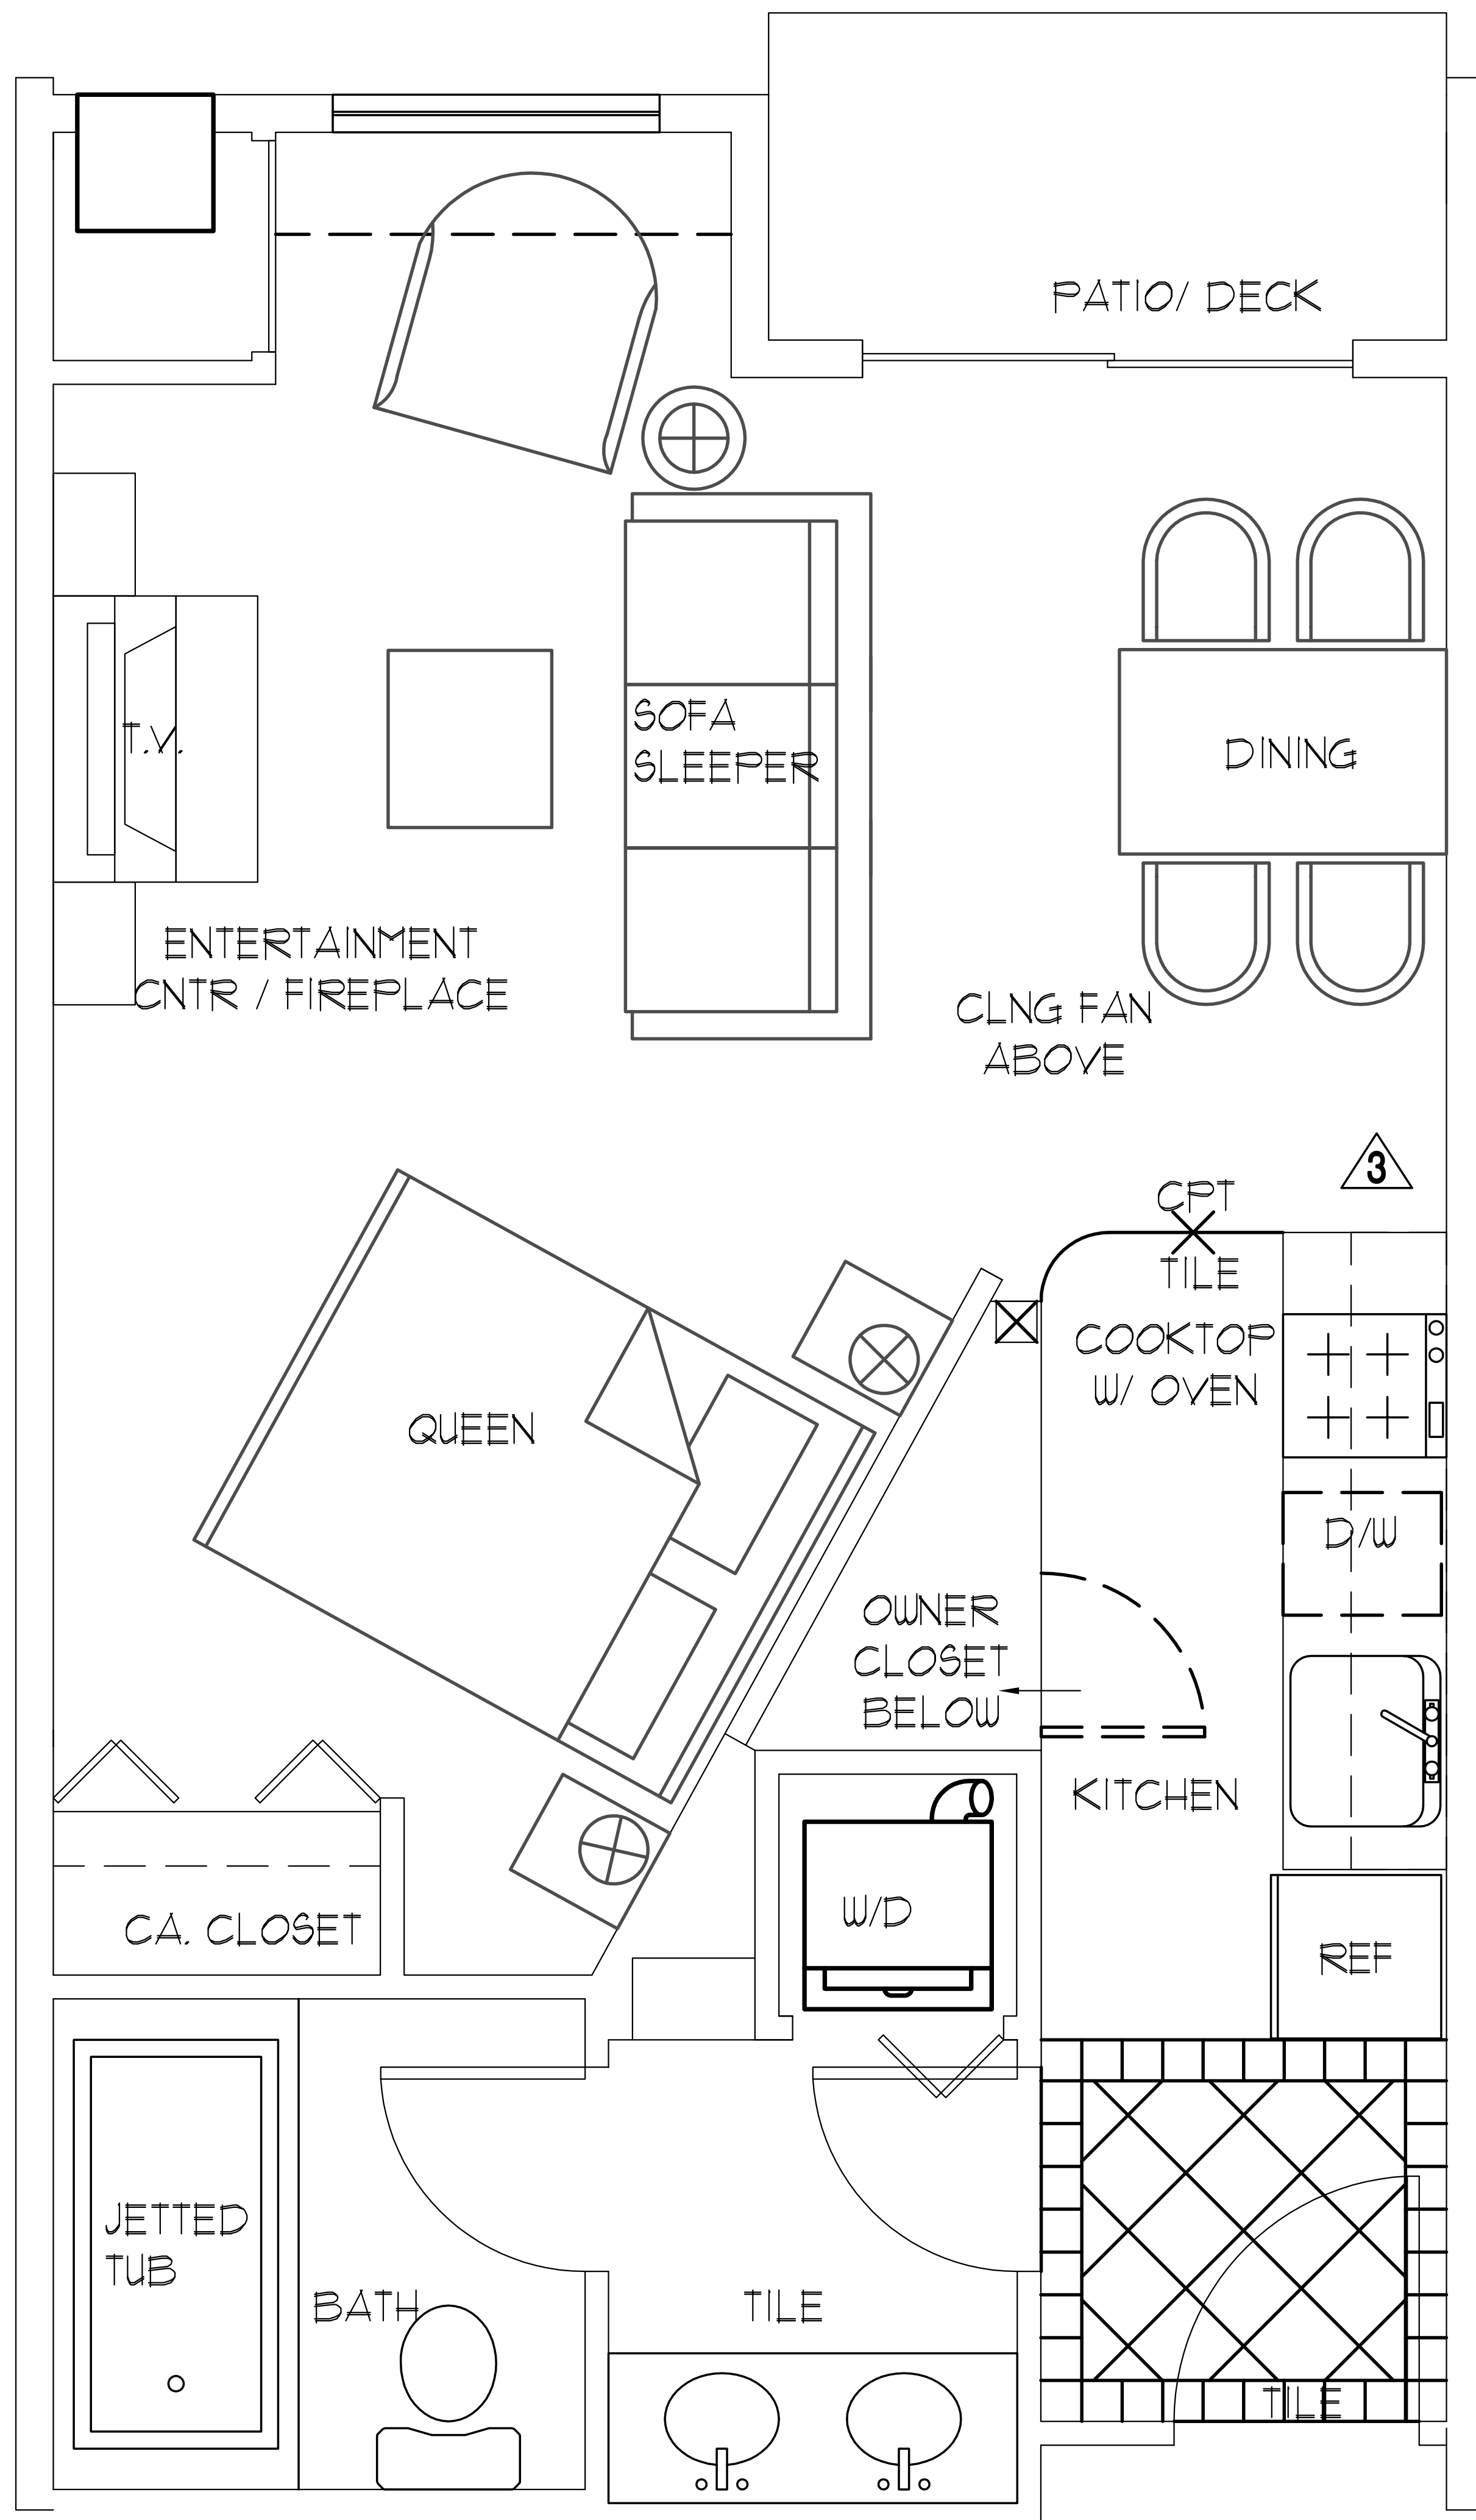 PATIO/ DECK
SOFA
SLEEPER
T.V.
DINING
ENTERTAINMENT
CNTR / FIREPLACE
CLNG FAN
ABOVE
3
CPT
TILE
COOKTOP
W/ OVEN
QUEEN
D/W
OWNER
CLOSET
BELOW
KITCHEN
W/D
CA. CLOSET
REF
JETTED
TUB
BATH
TILE
TILE